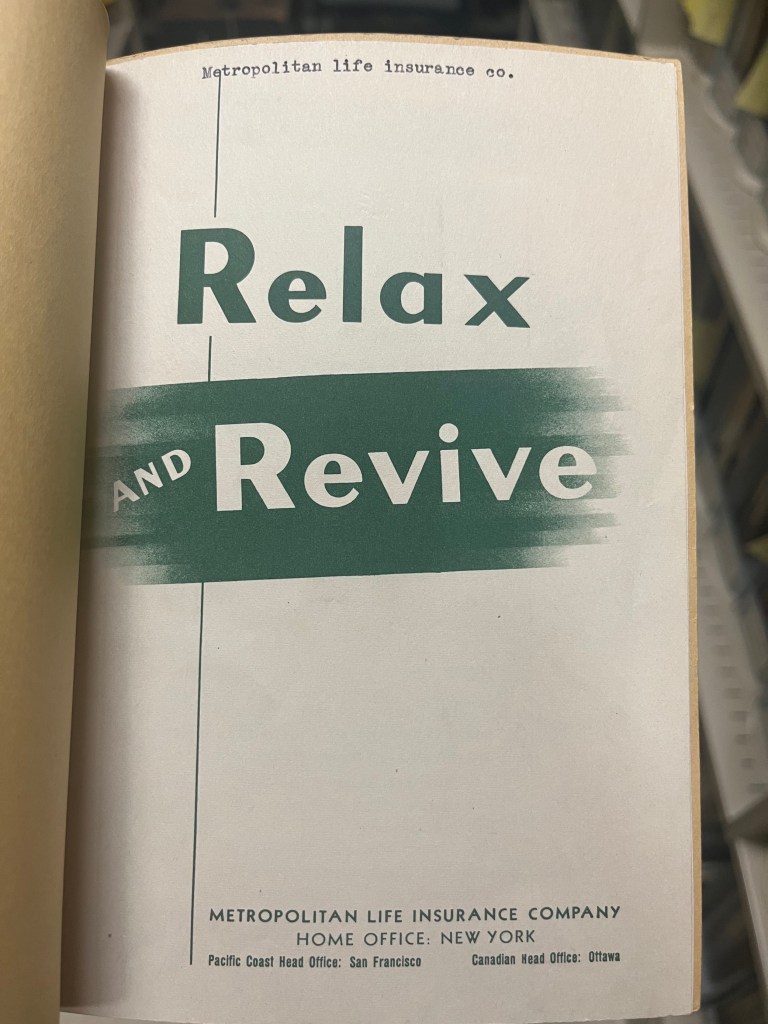 Metropolitan life insurance co.
Relax
AND Revive
METROPOLITAN LIFE INSURANCE COMPANY
HOME OFFICE: NEW YORK
Pacific Coast Head Office: San Francisco Canadian Head Office: Ottawa